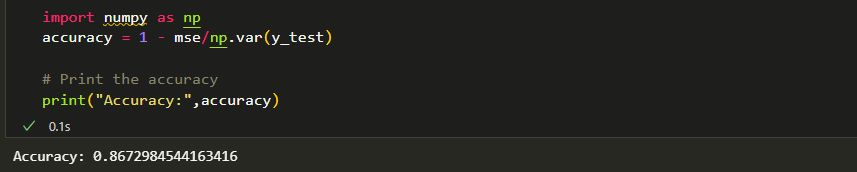 import numpy as np
accuracy = 1 - mse/np.var(y_test)
# Print the accuracy
print("Accuracy:",accuracy)
✓ 0.1s
Accuracy: 0.8672984544163416